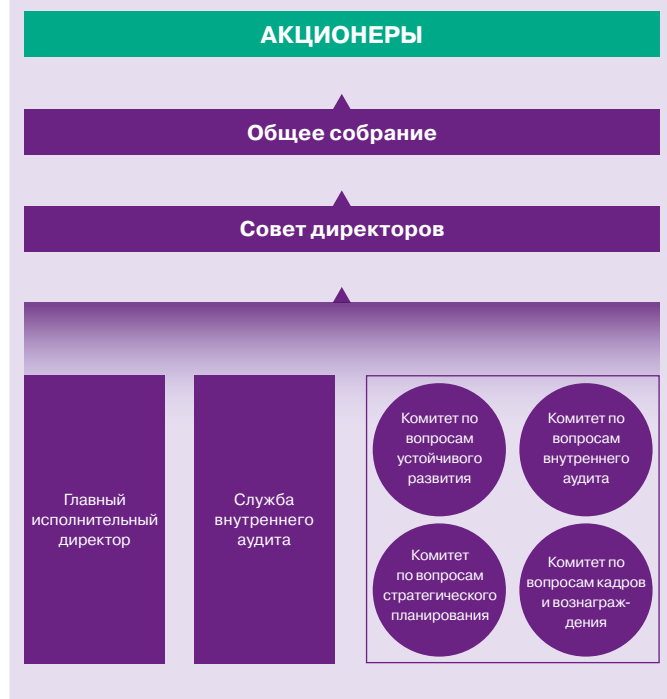 АКЦИОНЕРЫ
Общее собрание
Совет директоров
Главный
исполнительный
директор
Служба
внутреннего
аудита
Комитет по
вопросам
устойчивого
развития
Комитет по
вопросам
внутреннего
аудита
Комитет
по вопросам
стратегического
планирования
Комитет по
вопросам кадров
и вознаграж-
дения